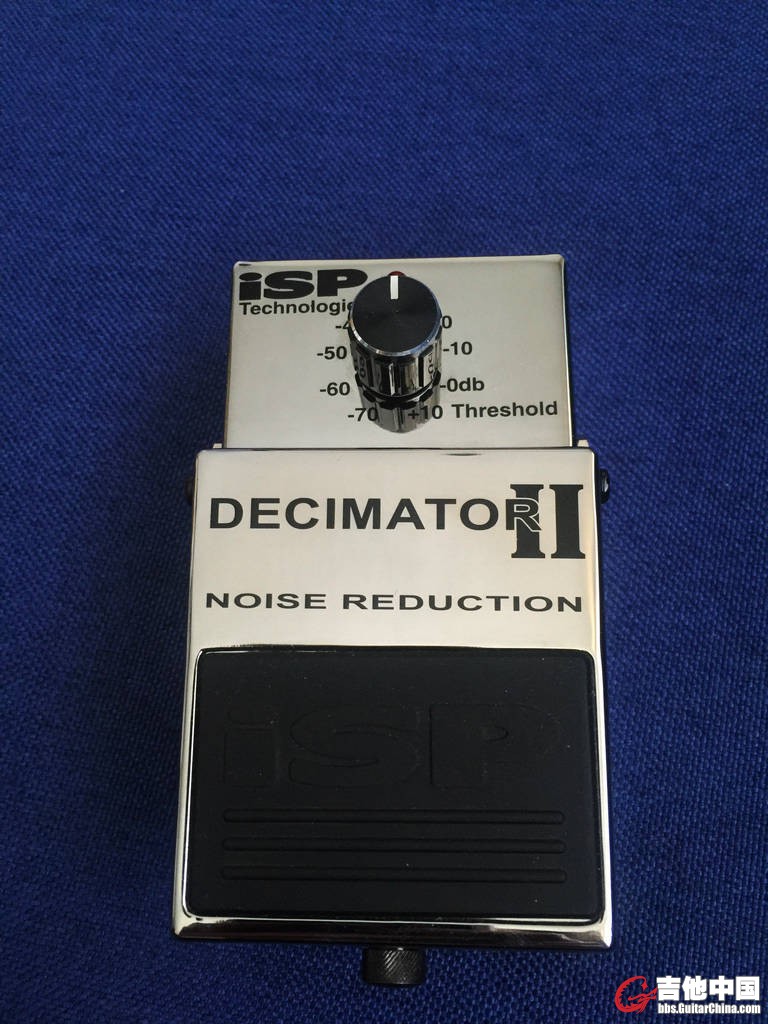 iSP
Technologie
-50
-10
-60
-0db
-70
+10 Threshold
DECIMATOR II
NOISE REDUCTION
iSP
吉他中国
bbs.GuitarChina.com